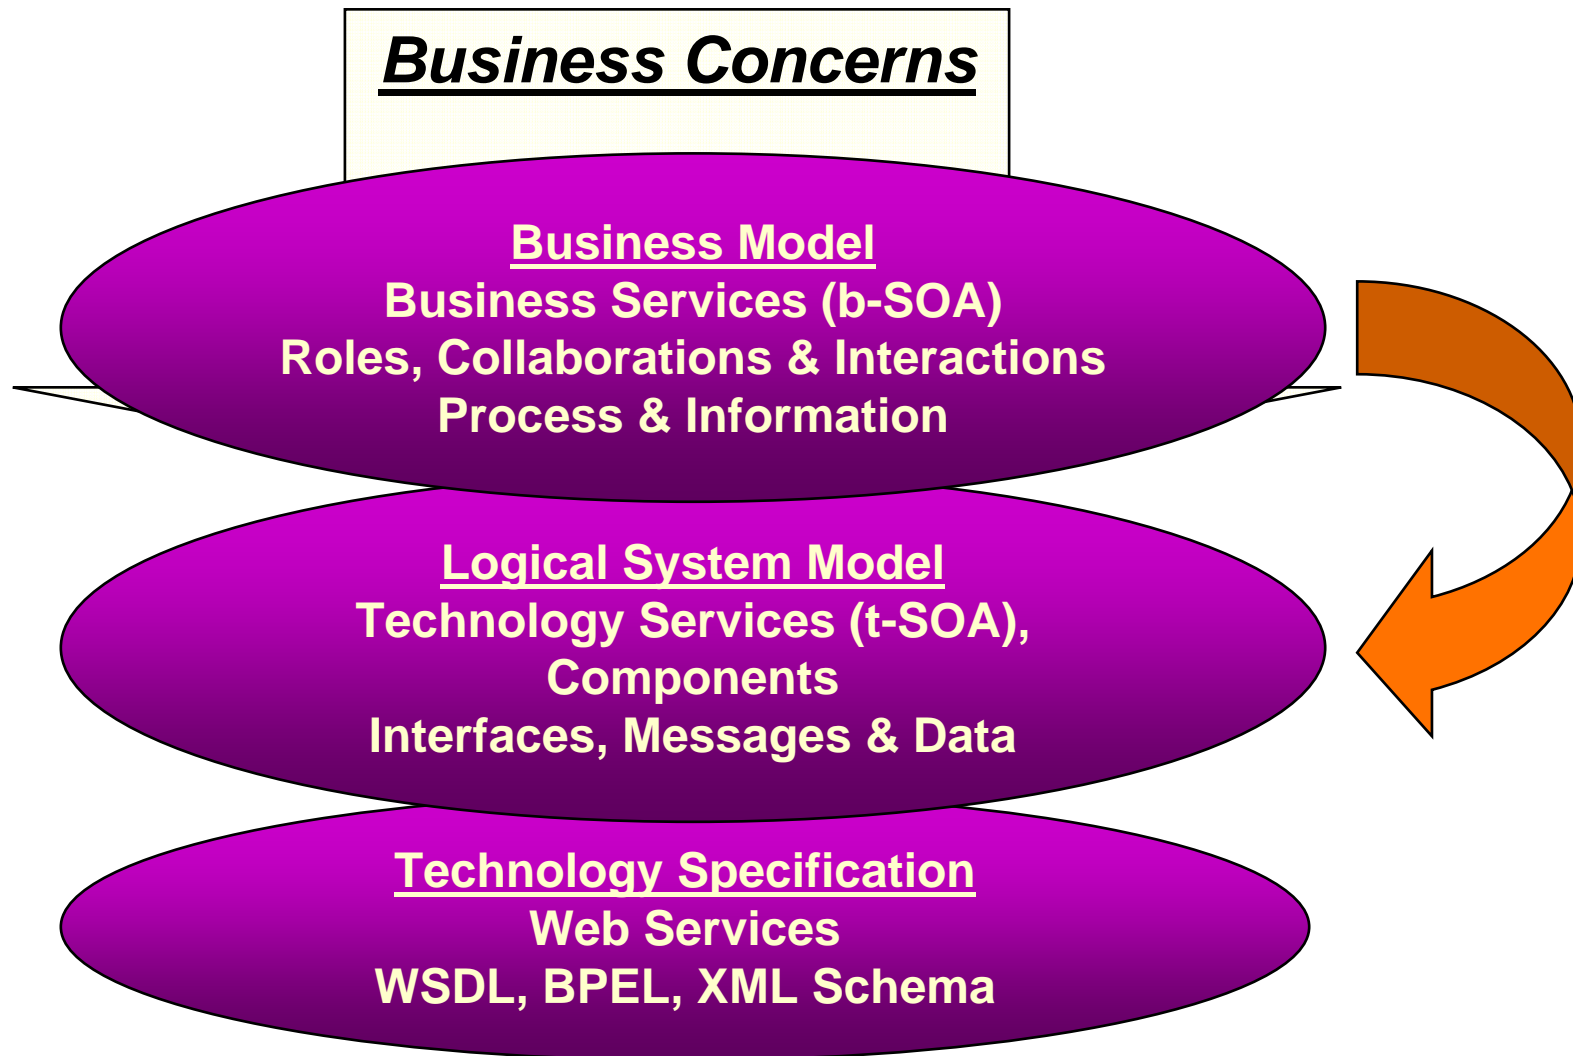 Business Concerns
Business Model
Business Services (b-SOA)
Roles, Collaborations & Interactions
Process & Information
Logical System Model
Technology Services (t-SOA),
Components
Interfaces, Messages & Data
Technology Specification
Web Services
WSDL, BPEL, XML Schema